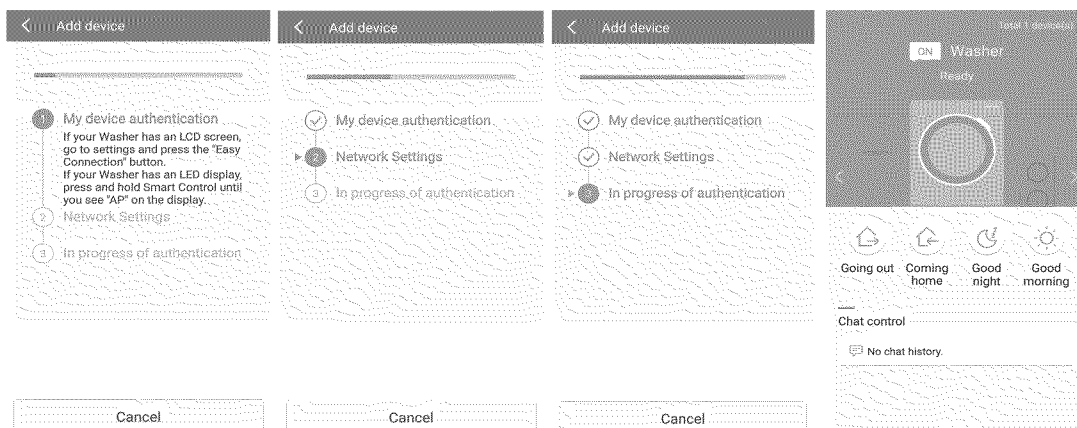 Add device
1 My device authentication
If your Washer has an LCD screen,
go to settings and press the "Easy
Connection" button.
If your Washer has an LED display,
press and hold Smart Control until
you see "AP" on the display.
2 Network Settings
3 In progress of authentication
Cancel
Add device
My device authentication
2 Network Settings
3 In progress of authentication
Cancel
Add device
My device authentication
Network Settings
3 In progress of authentication
Cancel
Total 1 device(s)
ON Washer
Ready
Going out
Coming
home
Good
night
Good
morning
Chat control
No chat history.